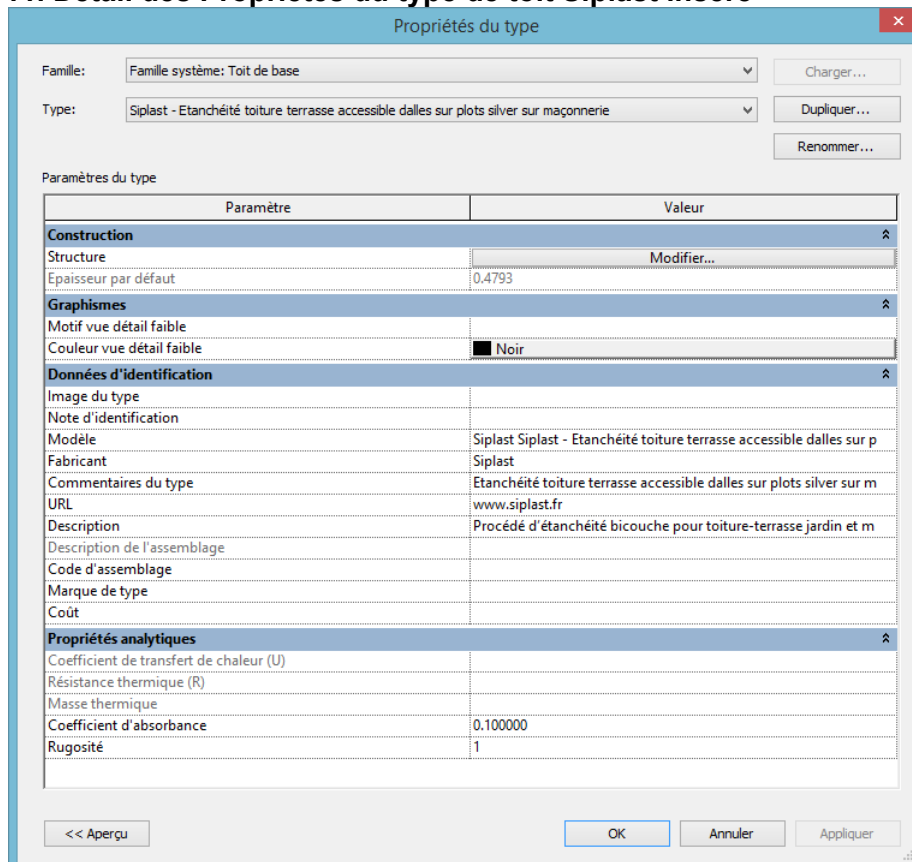 Propriétés du type
Famille: Famille système: Toit de base Charger...
Type: Siplast - Etanchéité toiture terrasse accessible dalles sur plots silver sur maçonnerie Dupliquer...
Renommer...
Paramètres du type
Paramètre Valeur
Construction
Structure Modifier...
Epaisseur par défaut 0.4793
Graphismes
Motif vue détail faible
Couleur vue détail faible Noir
Données d'identification
Image du type
Note d'identification
Modèle Siplast Siplast - Etanchéité toiture terrasse accessible dalles sur p
Fabricant Siplast
Commentaires du type Etanchéité toiture terrasse accessible dalles sur plots silver sur m
URL www.siplast.fr
Description Procédé d'étanchéité bicouche pour toiture-terrasse jardin et m
Description de l'assemblage
Code d'assemblage
Marque de type
Coût
Propriétés analytiques
Coefficient de transfert de chaleur (U)
Résistance thermique (R)
Masse thermique
Coefficient d'absorbance 0.100000
Rugosité 1
<< Aperçu OK Annuler Appliquer